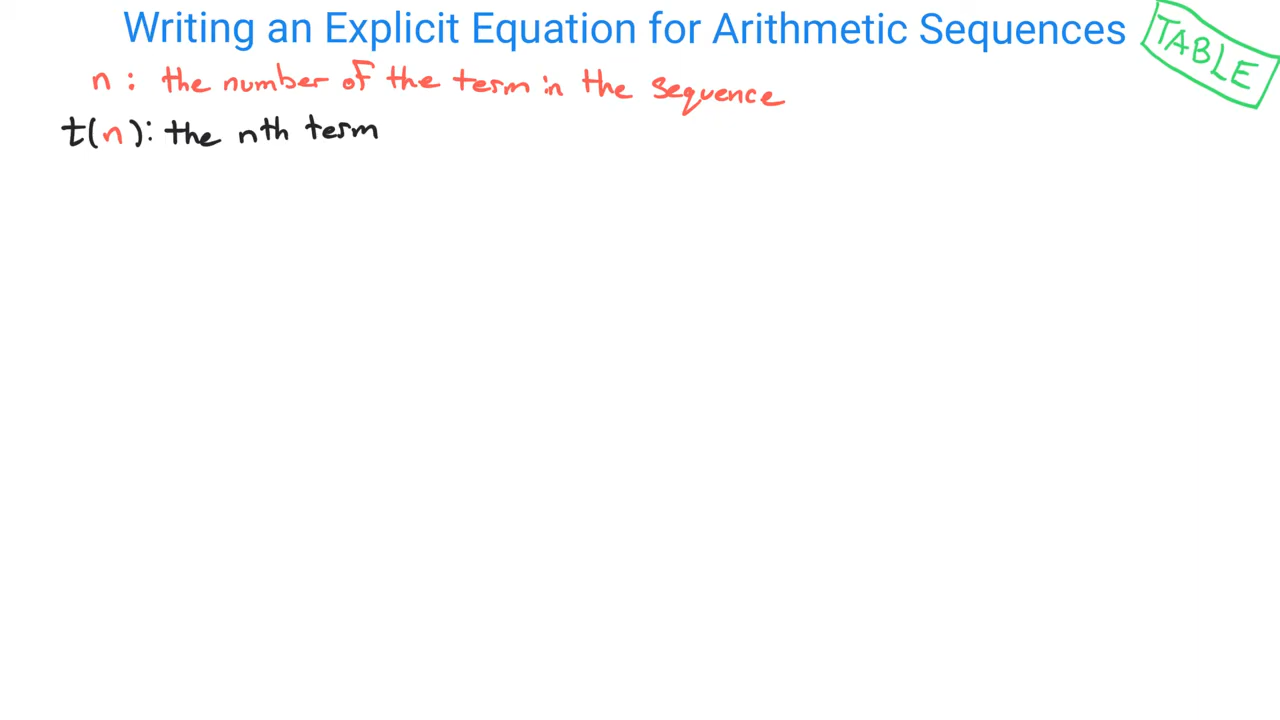 Writing an Explicit Equation for Arithmetic Sequences
TABLE
n: the number of the term in the sequence
t(n): the nth term